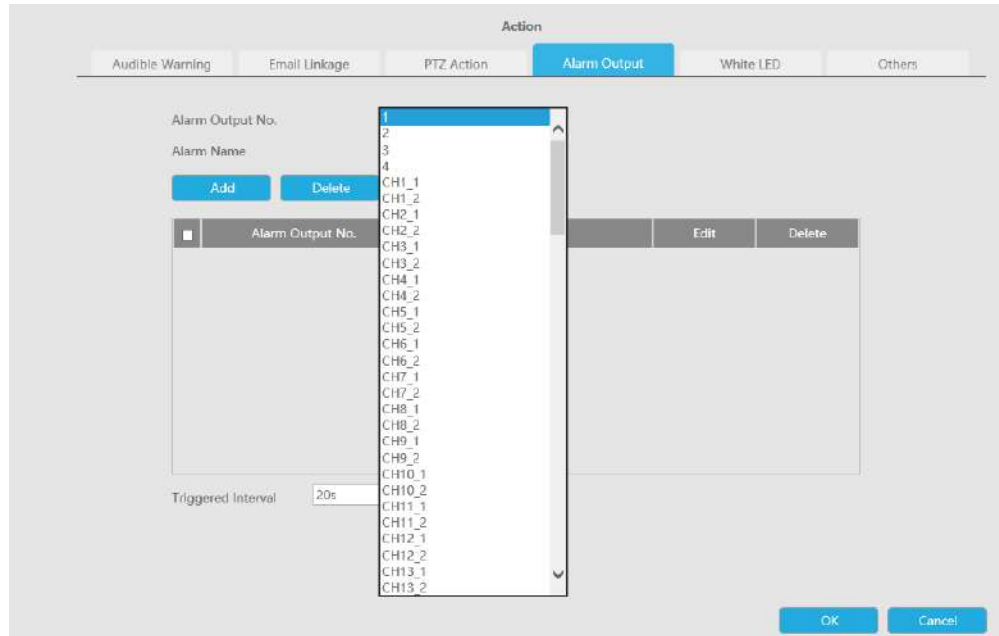 Action
Audible Warning Email Linkage PTZ Action Alarm Output White LED Others
Alarm Output No.
Alarm Name
Add Delete
Alarm Output No. Edit Delete
Triggered Interval 20s
1
2
3
4
CH1_1
CH1_2
CH2_1
CH2_2
CH3_1
CH3_2
CH4_1
CH4_2
CH5_1
CH5_2
CH6_1
CH6_2
CH7_1
CH7_2
CH8_1
CH8_2
CH9_1
CH9_2
CH10_1
CH10_2
CH11_1
CH11_2
CH12_1
CH12_2
CH13_1
CH13_2
OK Cancel